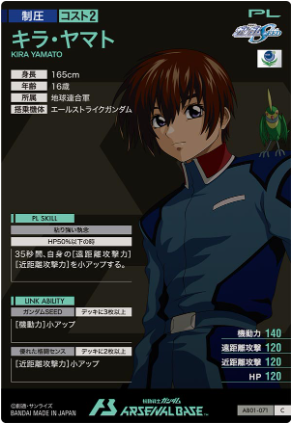 制圧 コスト2 PL
キラ・ヤマト
KIRA YAMATO
身長 165cm
年齢 16歳
所属 地球連合軍
搭乗機体 エールストライクガンダム
PL SKILL
粘り強い執念
HP50%以下の時
35秒間、自身の[遠距離攻撃力]
[近距離攻撃力]を小アップする。
LINK ABILITY
ガンダムSEED デッキに3枚以上
[機動力]小アップ
優れた格闘センス デッキに2枚以上
[近距離攻撃力]小アップ
機動力 140
遠距離攻撃 120
近距離攻撃 120
HP 120
©創通・サンライズ
BANDAI MADE IN JAPAN
機動戦士ガンダム
ARSENAL BASE
AB01-071 C